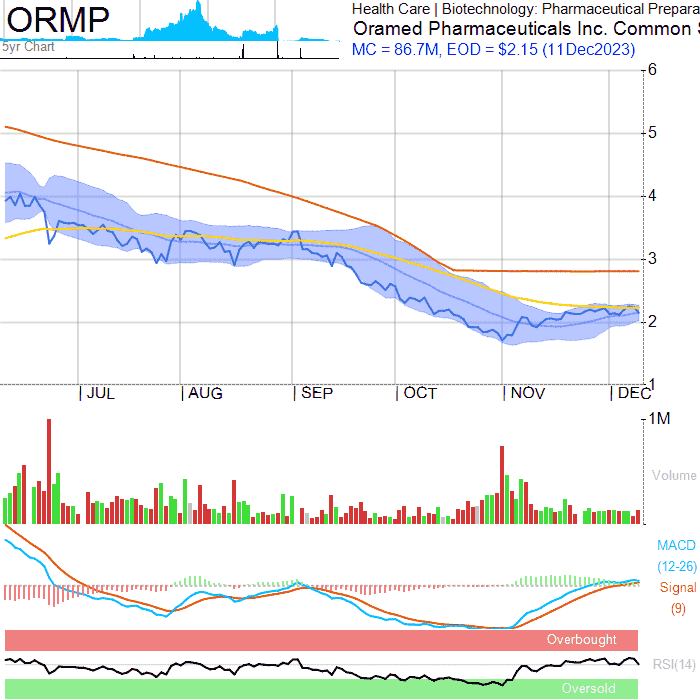 ORMP
5yr Chart
Health Care | Biotechnology: Pharmaceutical Prepara
Oramed Pharmaceuticals Inc. Common S
MC = 86.7M, EOD = $2.15 (11Dec2023)
6
5
4
3
2
1
| JUL | AUG | SEP | OCT | NOV | DEC
1M
Volume
MACD
(12-26)
Signal
(9)
Overbought
RSI(14)
Oversold